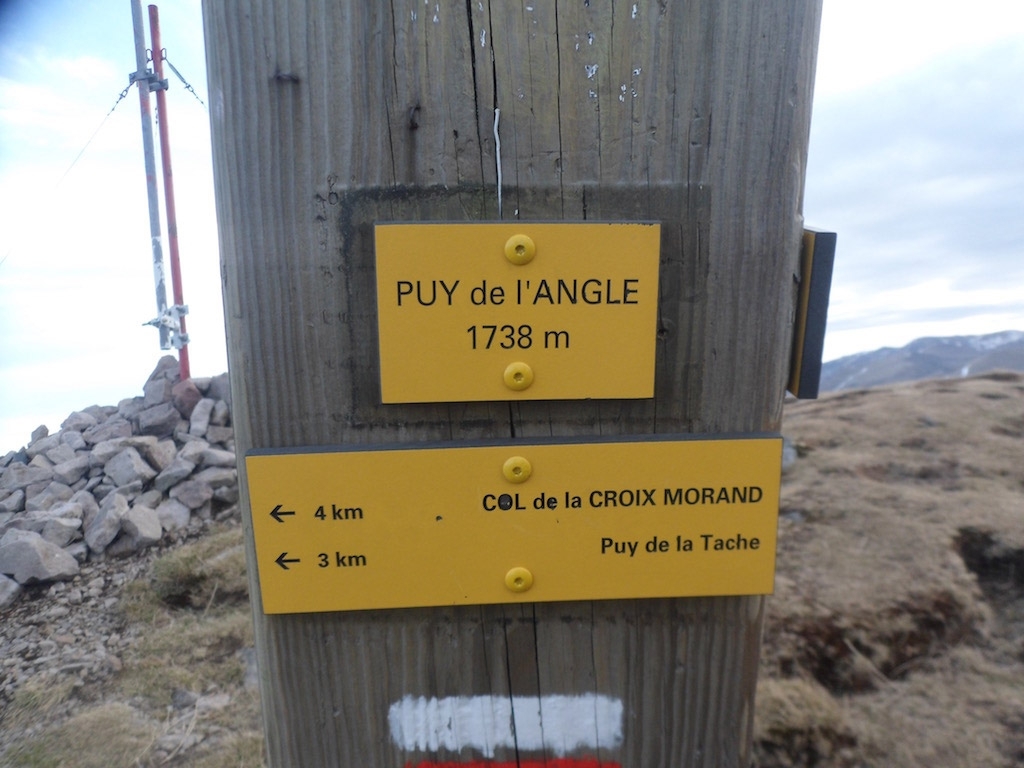 PUY de l'ANGLE
1738 m
← 4 km COL de la CROIX MORAND
← 3 km Puy de la Tache